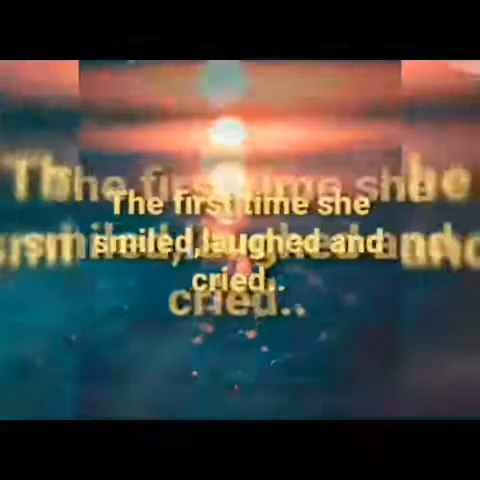 The first time she
smiled,laughed and
cried..